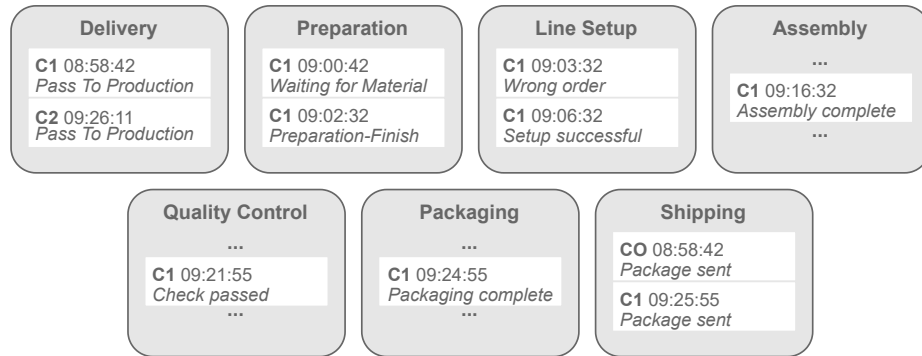 Delivery
C1 08:58:42
Pass To Production
C2 09:26:11
Pass To Production
Preparation
C1 09:00:42
Waiting for Material
C1 09:02:32
Preparation-Finish
Line Setup
C1 09:03:32
Wrong order
C1 09:06:32
Setup successful
Assembly
...
C1 09:16:32
Assembly complete
...
Quality Control
...
C1 09:21:55
Check passed
...
Packaging
...
C1 09:24:55
Packaging complete
...
Shipping
CO 08:58:42
Package sent
C1 09:25:55
Package sent